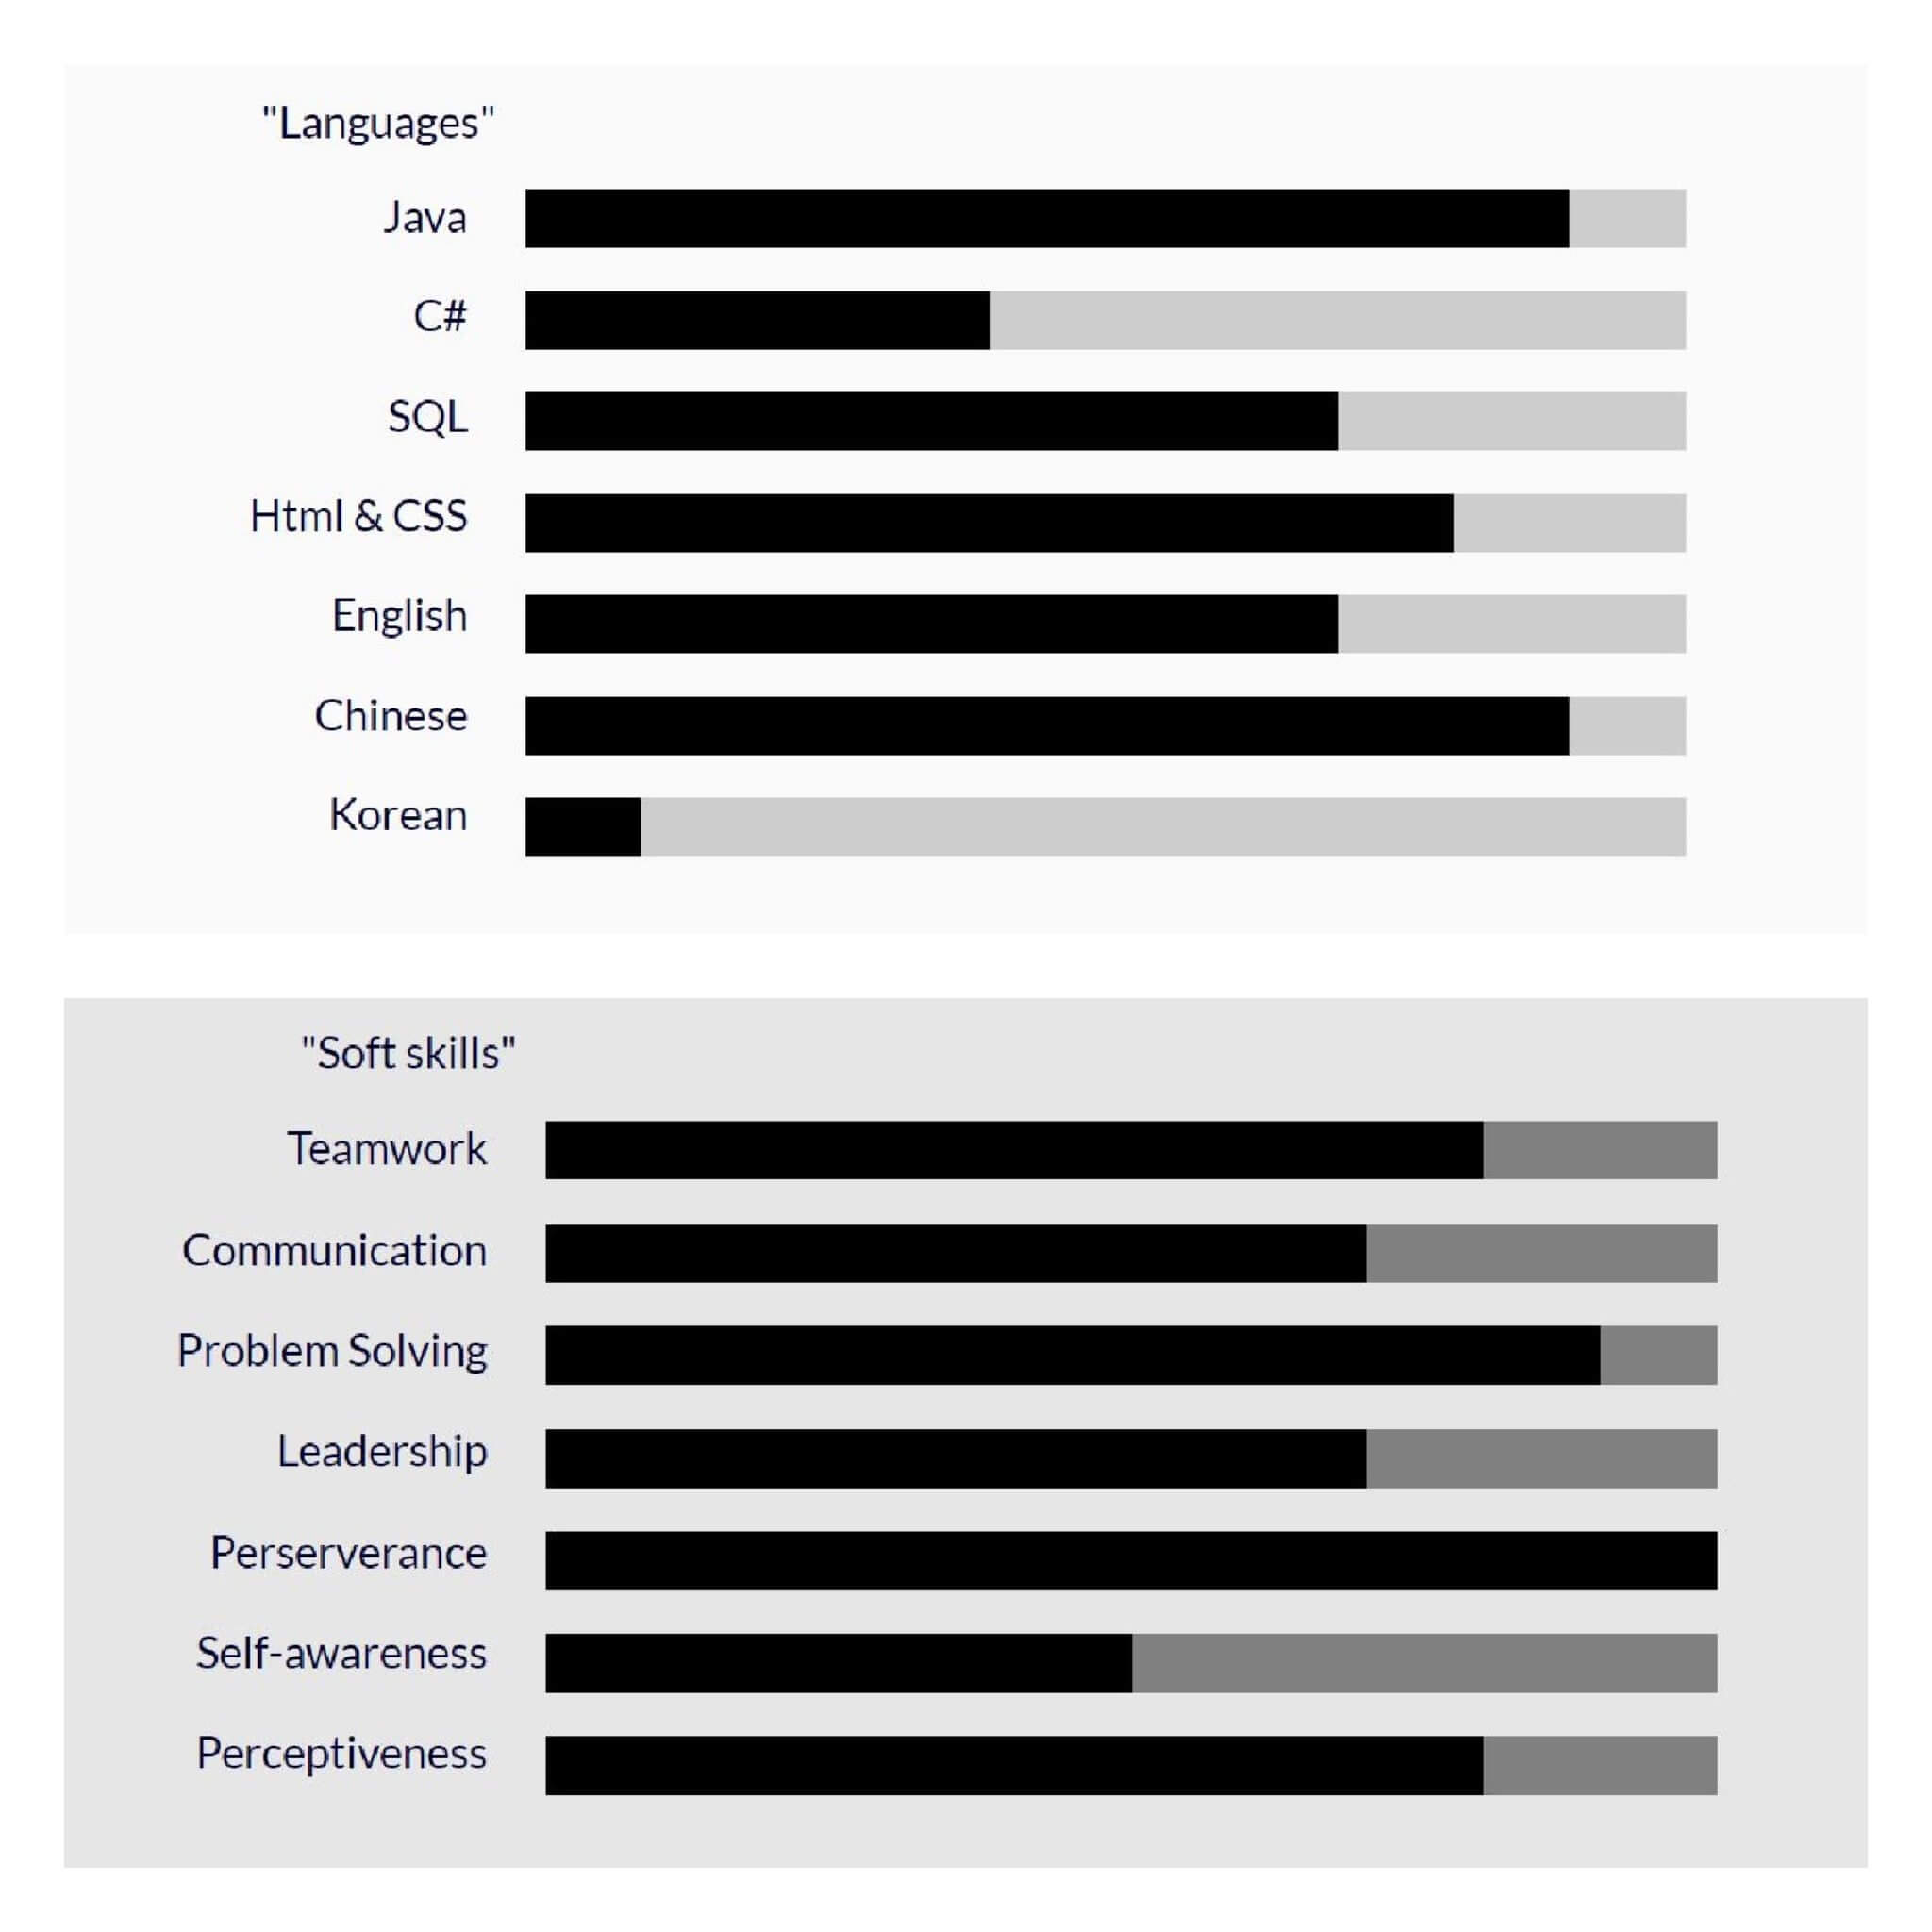 "Languages"
Java
C#
SQL
Html & CSS
English
Chinese
Korean
"Soft skills"
Teamwork
Communication
Problem Solving
Leadership
Perserverance
Self-awareness
Perceptiveness